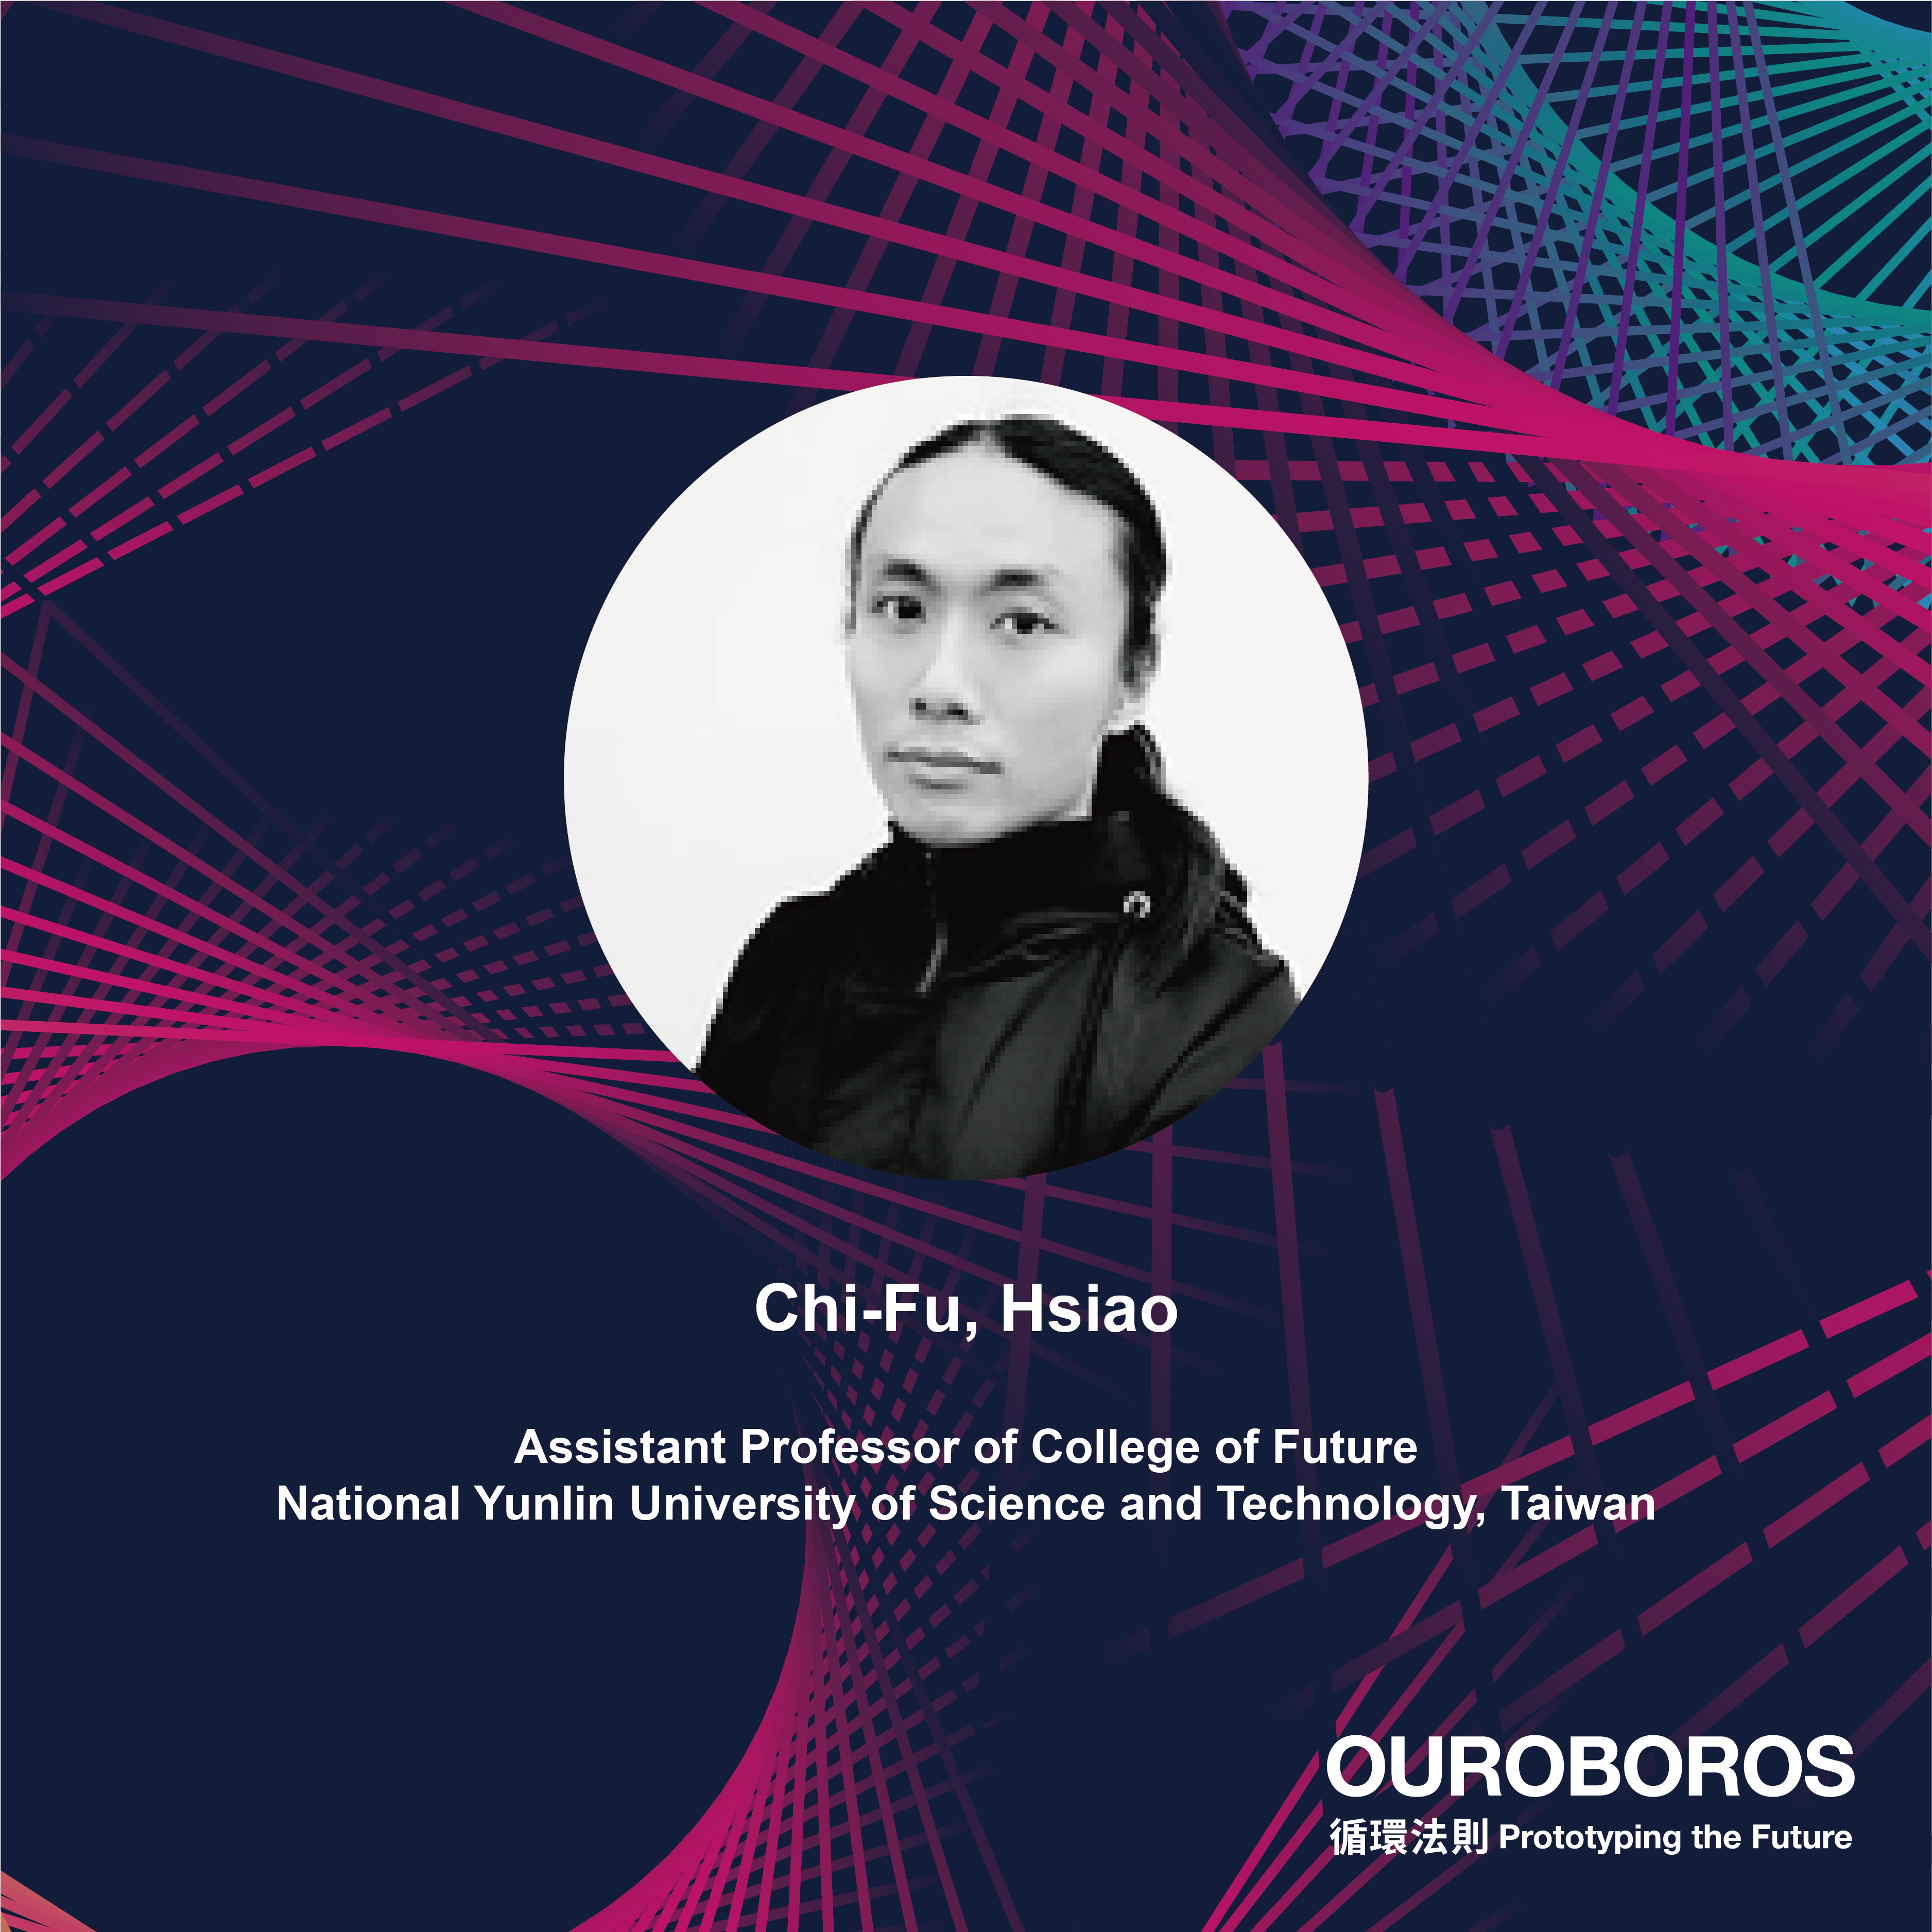 Chi-Fu, Hsiao
Assistant Professor of College of Future
National Yunlin University of Science and Technology, Taiwan
OUROBOROS
循環法則 Prototyping the Future